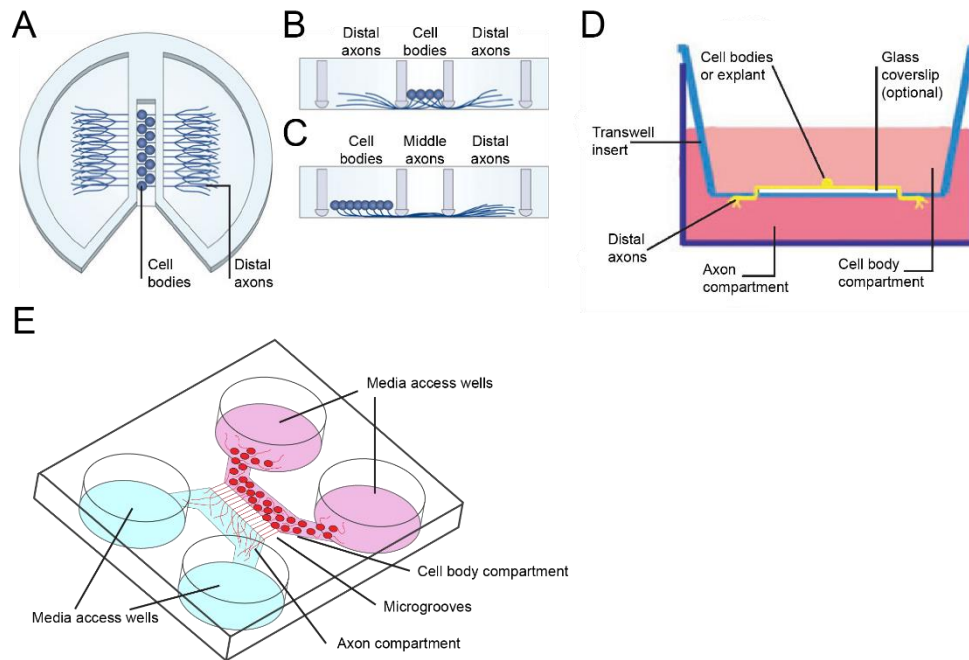 A
Cell
bodies
Distal
axons
B
Distal
axons
Cell
bodies
Distal
axons
C
Cell
bodies
Middle
axons
Distal
axons
D
Cell bodies
or explant
Glass
coverslip
(optional)
Transwell
insert
Distal
axons
Axon
compartment
Cell body
compartment
E
Media access wells
Cell body compartment
Microgrooves
Media access wells
Axon compartment